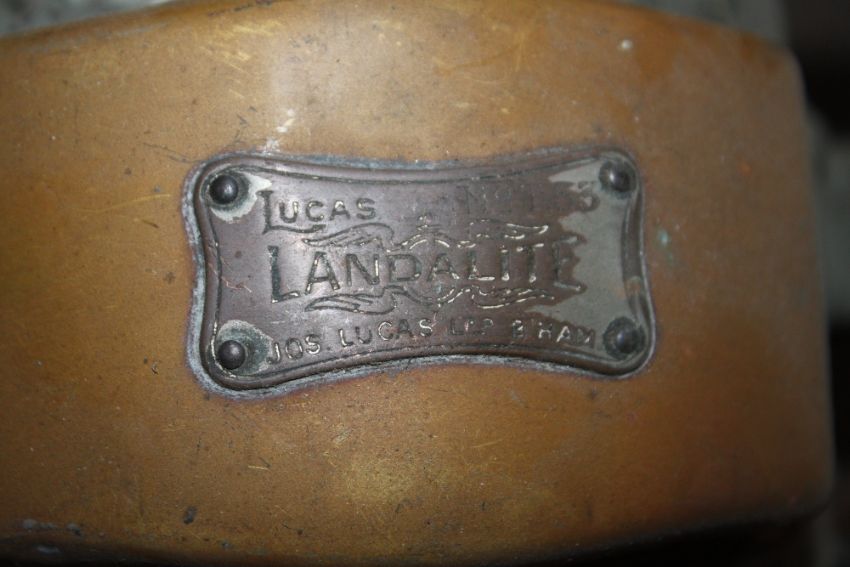 LUCAS
LANDALITE
JOS. LUCAS LTD B'HAM